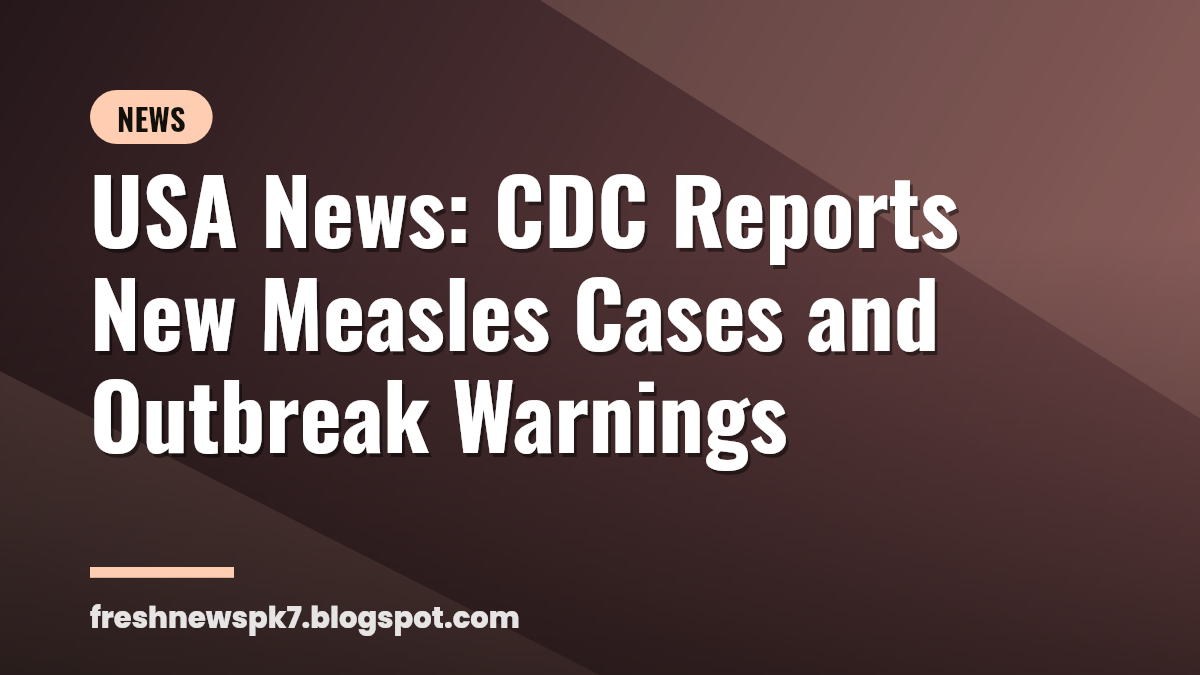 NEWS
USA News: CDC Reports
New Measles Cases and
Outbreak Warnings
freshnewspk7.blogspot.com